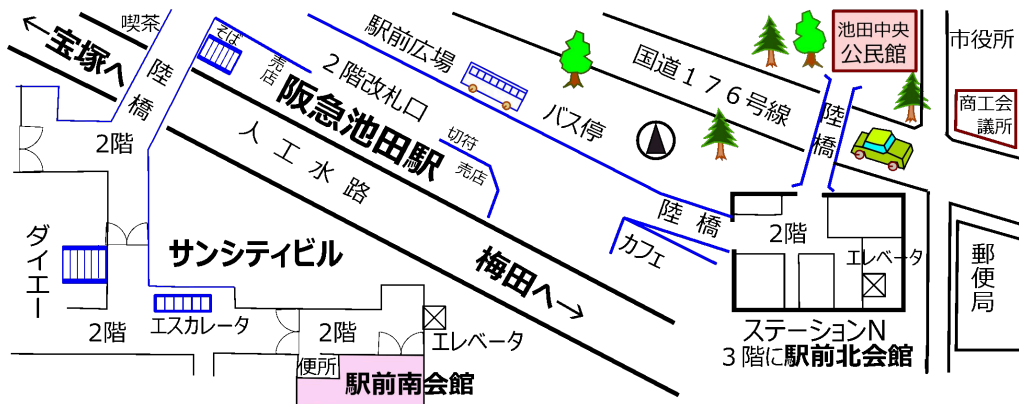 ←宝塚へ
喫茶
陸橋
そば
売店
２階改札口
阪急池田駅
切符
売店
人工水路
梅田へ→
駅前広場
バス停
国道１７６号線
池田中央
公民館
市役所
商工会
議所
陸橋
陸橋
カフェ
2階
エレベータ
郵便局
ステーションN
３階に駅前北会館
2階
ダイエー
サンシティビル
エスカレータ
2階
2階
エレベータ
便所
駅前南会館